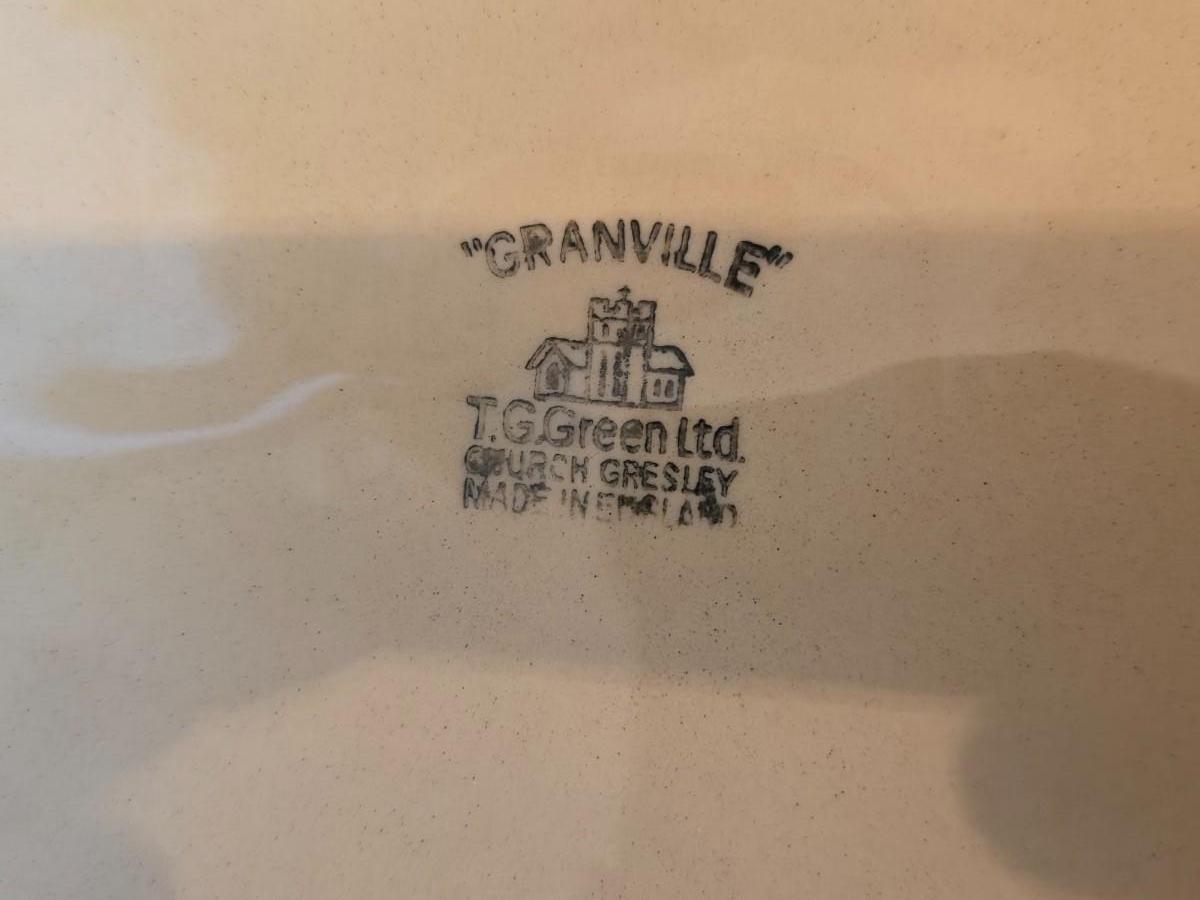 "GRANVILLE"
T.G.Green Ltd.
CHURCH GRESLEY
MADE IN ENGLAND